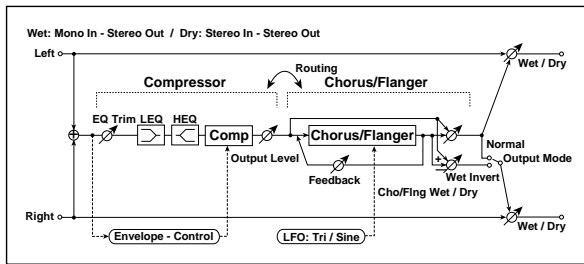 Wet: Mono In - Stereo Out / Dry: Stereo In - Stereo Out
Left
Wet / Dry
Routing
Compressor
Chorus/Flanger
EQ Trim
LEQ
HEQ
Comp
Output Level
Chorus/Flanger
Feedback
Cho/Flng Wet / Dry
+
−
Wet Invert
Normal
Output Mode
Right
Wet / Dry
Envelope - Control
LFO: Tri / Sine